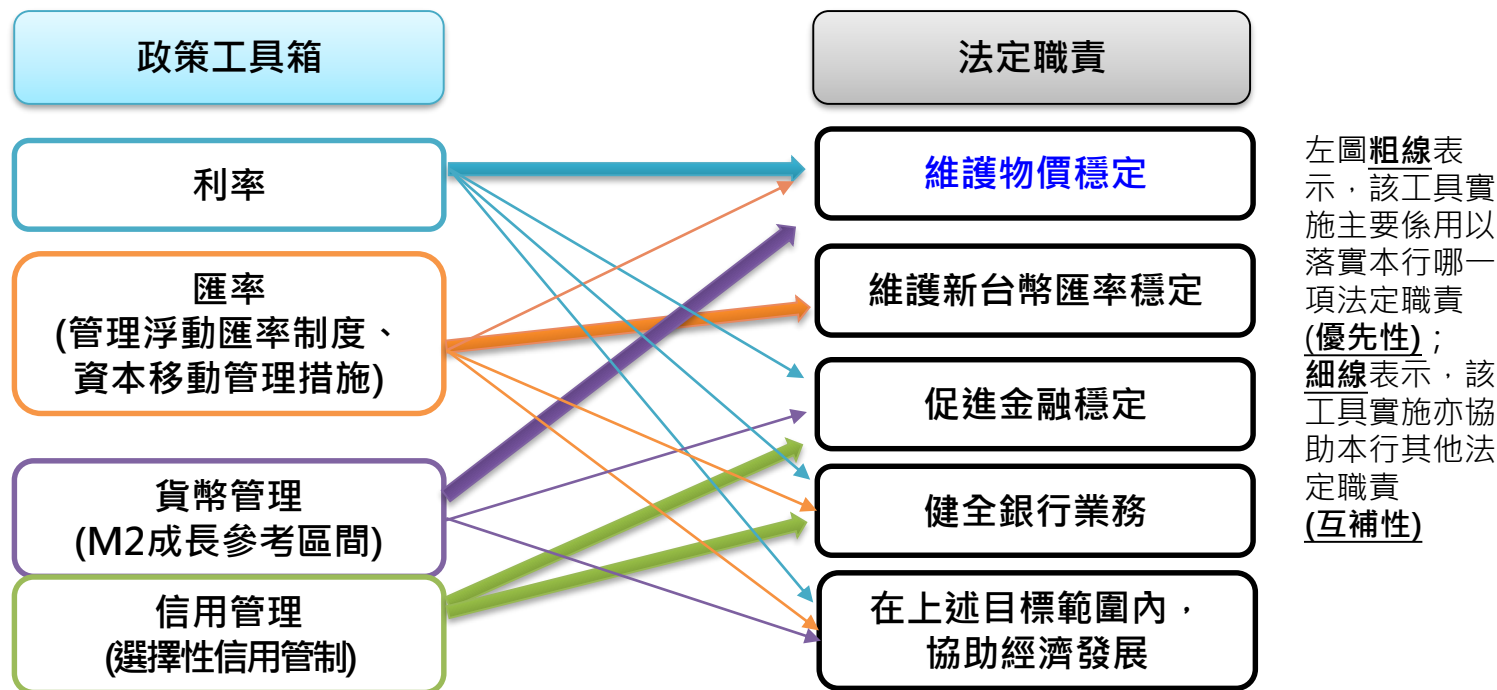 政策工具箱
法定職責
利率
匯率
(管理浮動匯率制度、
資本移動管理措施)
貨幣管理
(M2成長參考區間)
信用管理
(選擇性信用管制)
維護物價穩定
維護新台幣匯率穩定
促進金融穩定
健全銀行業務
在上述目標範圍內，
協助經濟發展
左圖粗線表
示，該工具實
施主要係用以
落實本行哪一
項法定職責
(優先性)；
細線表示，該
工具實施亦協
助本行其他法
定職責
(互補性)